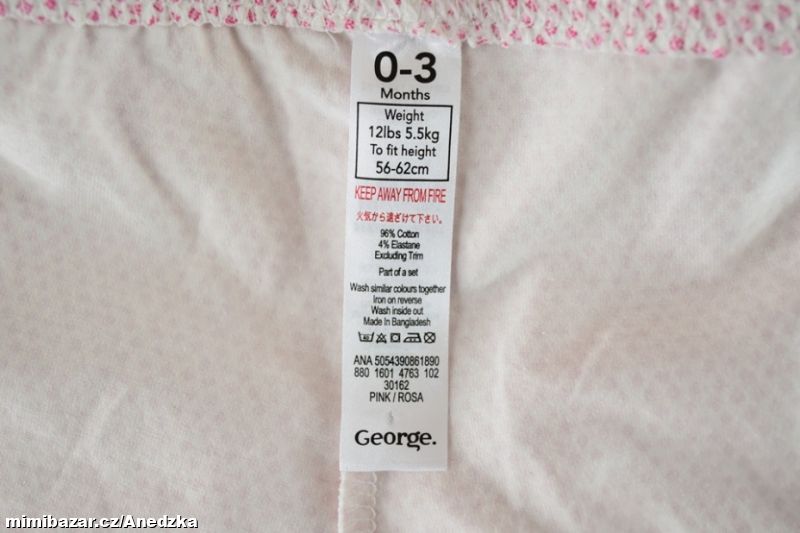 0-3
Months
Weight
12lbs 5.5kg
To fit height
56-62cm
KEEP AWAY FROM FIRE
火気から遠ざけて下さい。
96% Cotton
4% Elastane
Excluding Trim
Part of a set
Wash similar colours together
Iron on reverse
Wash inside out
Made In Bangladesh
ANA 5054390861890
880 1601 4763 102
30162
PINK / ROSA
George.
mimibazar.cz/Anedzka